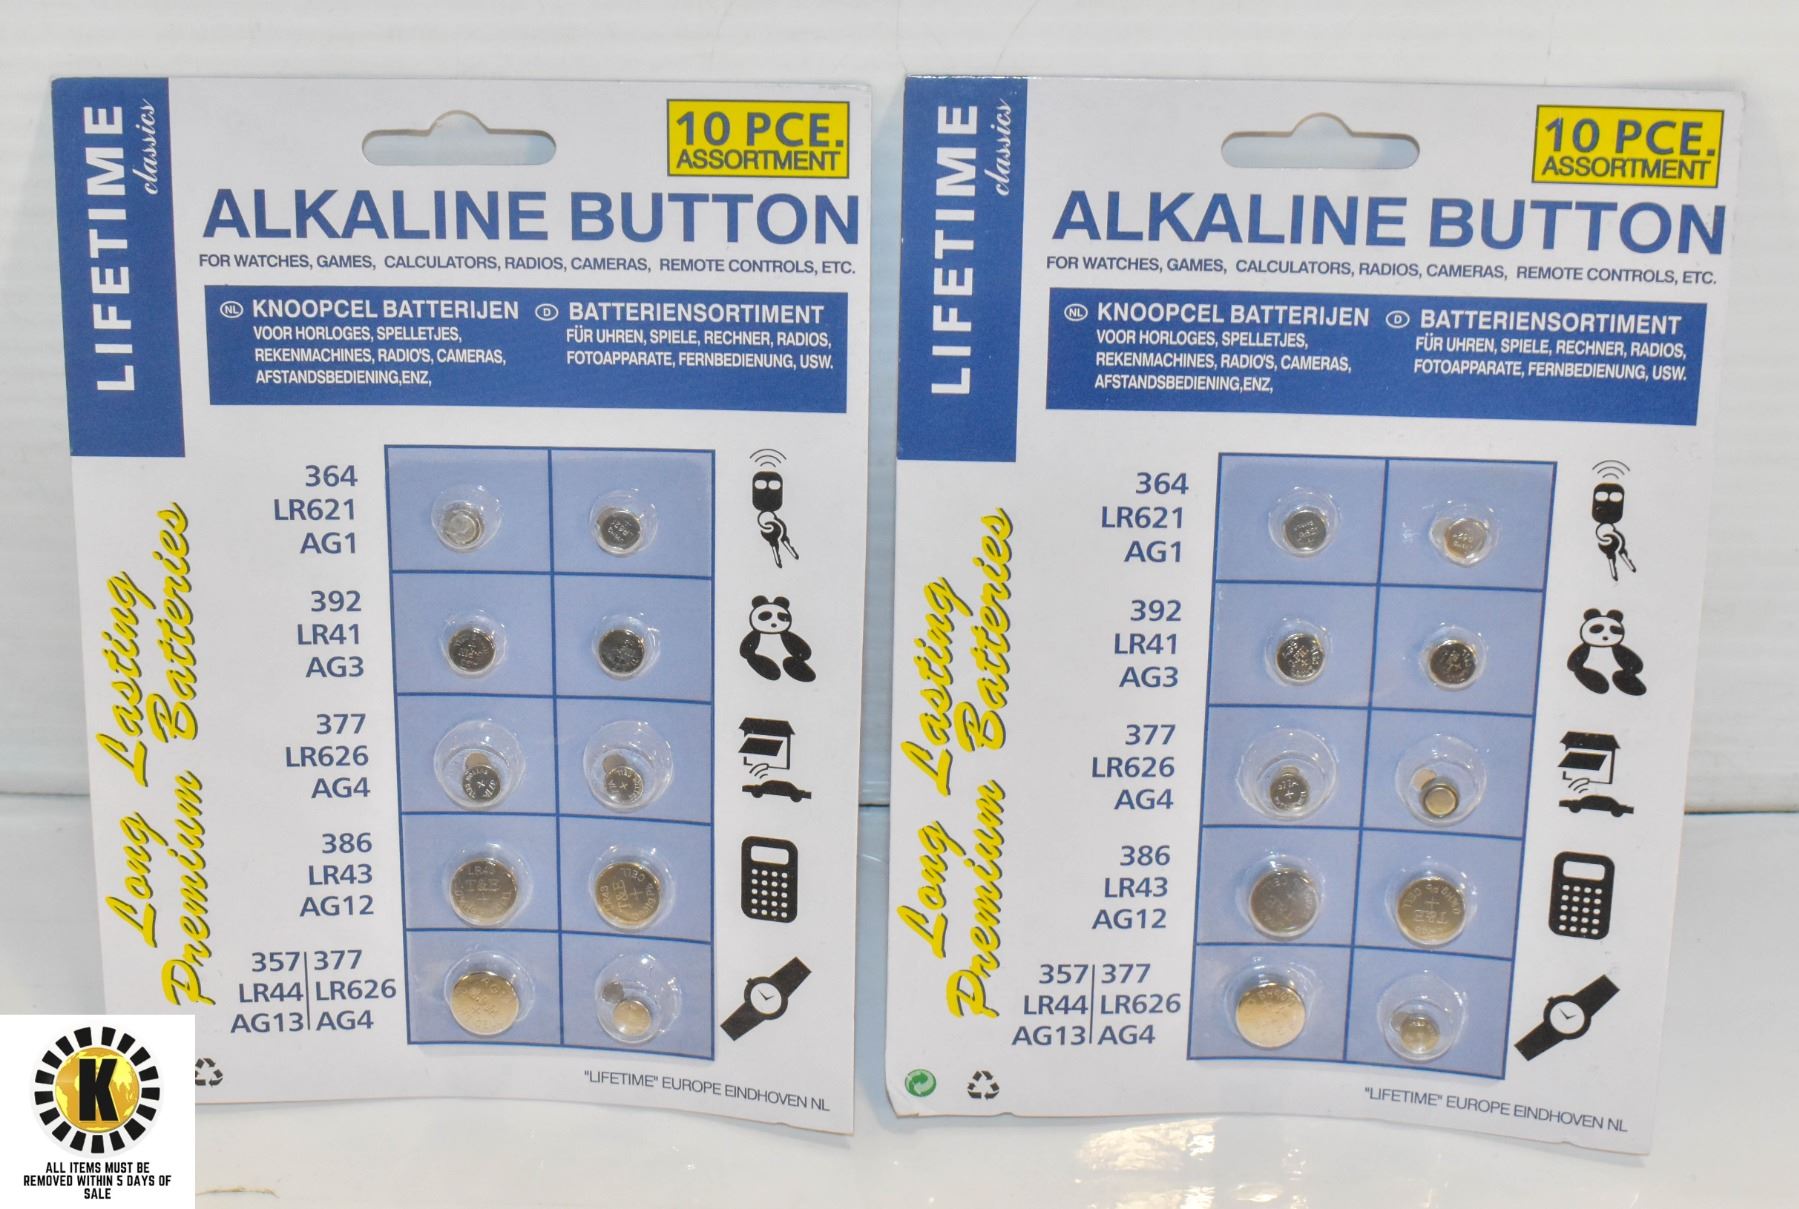 LIFETIME
classics
10 PCE.
ASSORTMENT
ALKALINE BUTTON
FOR WATCHES, GAMES, CALCULATORS, RADIOS, CAMERAS, REMOTE CONTROLS, ETC.
NL KNOOPCEL BATTERIJEN
VOOR HORLOGES, SPELLETJES,
REKENMACHINES, RADIO'S, CAMERAS,
AFSTANDSBEDIENING,ENZ,
D BATTERIENSORTIMENT
FÜR UHREN, SPIELE, RECHNER, RADIOS,
FOTOAPPARATE, FERNBEDIENUNG, USW.
Long Lasting
Premium Batteries
364
LR621
AG1
392
LR41
AG3
377
LR626
AG4
386
LR43
AG12
LR43
T&E
T&E
CELL
357 377
LR44 LR626
AG13 AG4
"LIFETIME" EUROPE EINDHOVEN NL
LIFETIME
classics
10 PCE.
ASSORTMENT
ALKALINE BUTTON
FOR WATCHES, GAMES, CALCULATORS, RADIOS, CAMERAS, REMOTE CONTROLS, ETC.
NL KNOOPCEL BATTERIJEN
VOOR HORLOGES, SPELLETJES,
REKENMACHINES, RADIO'S, CAMERAS,
AFSTANDSBEDIENING,ENZ,
D BATTERIENSORTIMENT
FÜR UHREN, SPIELE, RECHNER, RADIOS,
FOTOAPPARATE, FERNBEDIENUNG, USW.
Long Lasting
Premium Batteries
364
LR621
AG1
392
LR41
AG3
377
LR626
AG4
386
LR43
AG12
T&E
T&E
357 377
LR44 LR626
AG13 AG4
"LIFETIME" EUROPE EINDHOVEN NL
K
ALL ITEMS MUST BE
REMOVED WITHIN 5 DAYS OF
SALE